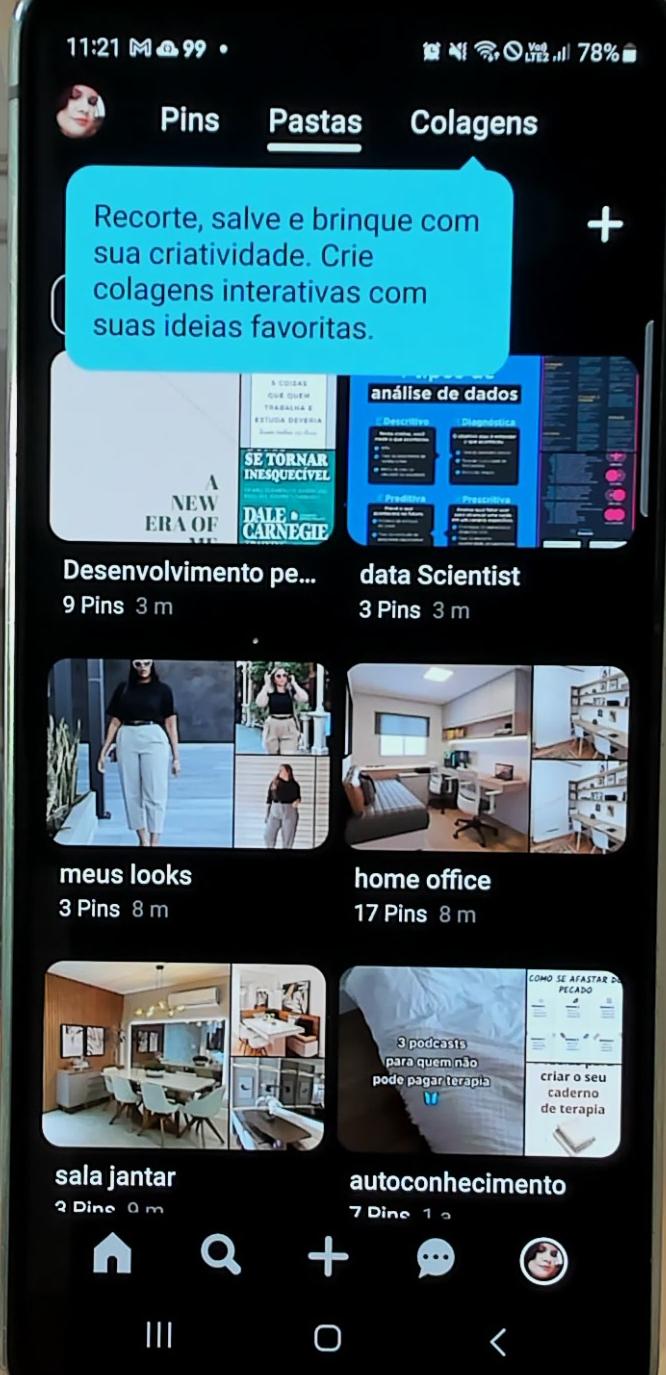 11:21 99 78%
Pins Pastas Colagens
Recorte, salve e brinque com
sua criatividade. Crie
colagens interativas com
suas ideias favoritas.
5 COISAS
QUE QUEM
TRABALHA E
ESTUDA DEVERIA
SE TORNAR
INESQUECÍVEL
DALE
CARNEGIE
A
NEW
ERA OF
análise de dados
Descritiva Diagnóstica
Preditiva Prescritiva
Desenvolvimento pe...
9 Pins 3 m
data Scientist
3 Pins 3 m
meus looks
3 Pins 8 m
home office
17 Pins 8 m
3 podcasts
para quem não
pode pagar terapia
COMO SE AFASTAR DO
PECADO
criar o seu
caderno
de terapia
sala jantar
3 Pins 9 m
autoconhecimento
7 Pins 1 a